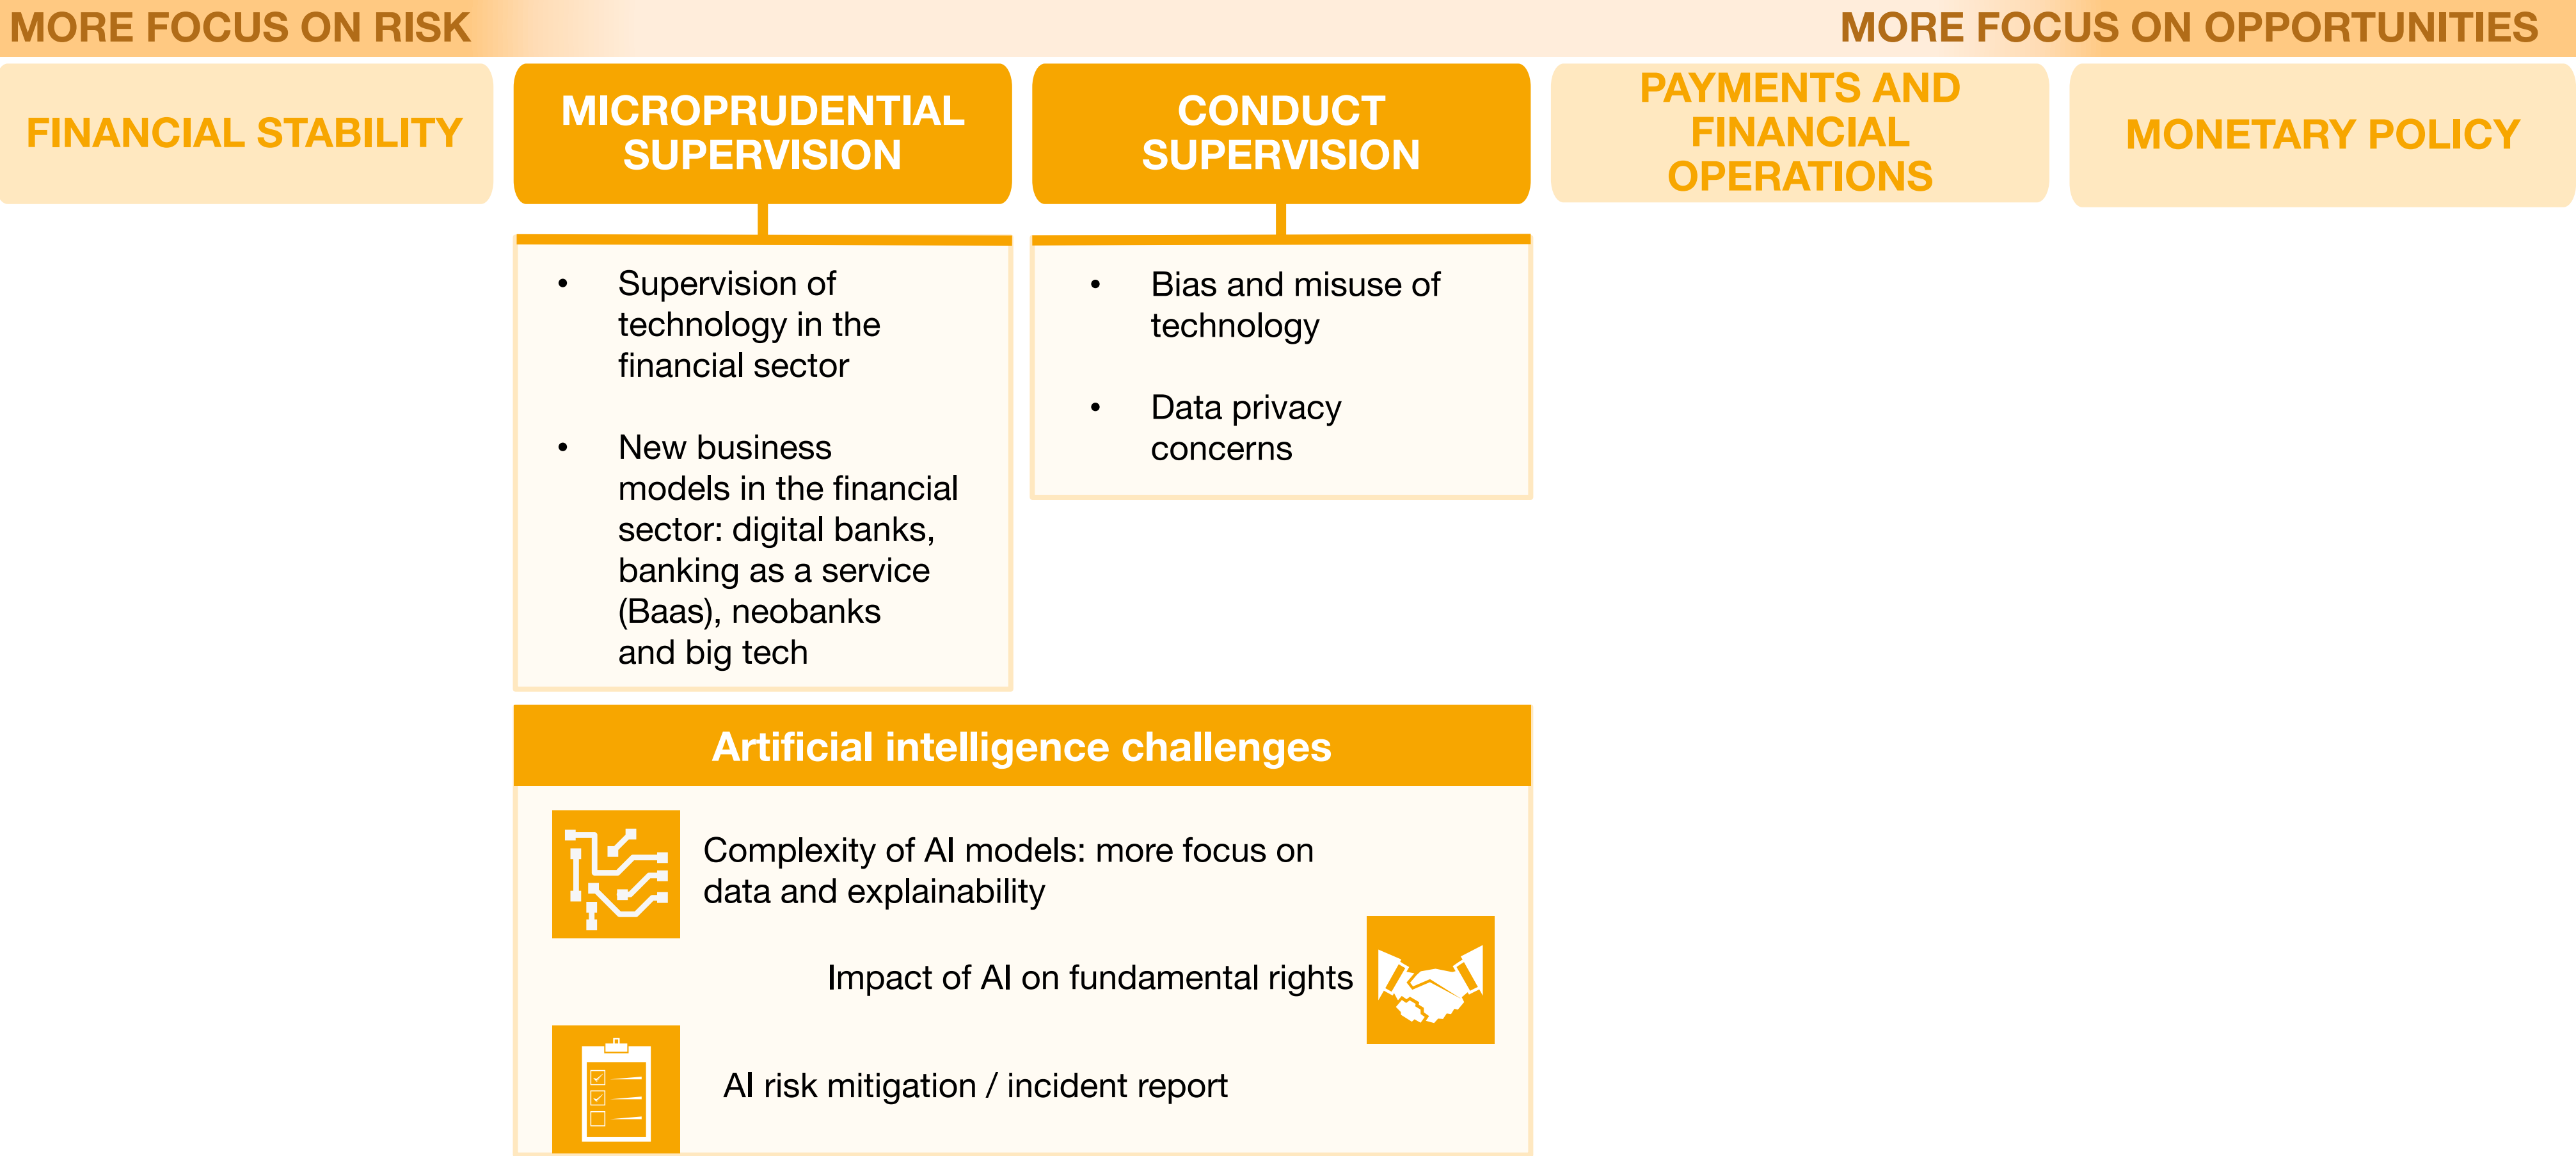 MORE FOCUS ON RISK
MORE FOCUS ON OPPORTUNITIES
FINANCIAL STABILITY
MICROPRUDENTIAL
SUPERVISION
CONDUCT
SUPERVISION
PAYMENTS AND
FINANCIAL
OPERATIONS
MONETARY POLICY
• Supervision of
technology in the
financial sector
• New business
models in the financial
sector: digital banks,
banking as a service
(Baas), neobanks
and big tech
• Bias and misuse of
technology
• Data privacy
concerns
Artificial intelligence challenges
Complexity of AI models: more focus on
data and explainability
Impact of AI on fundamental rights
AI risk mitigation / incident report